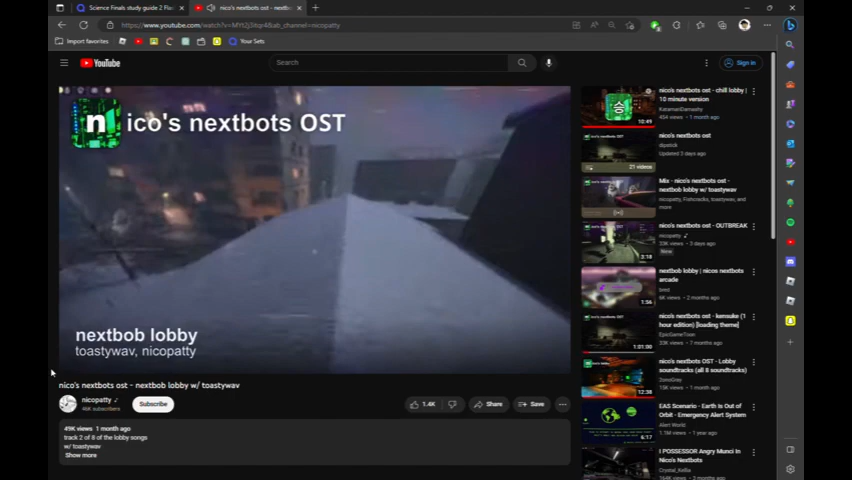 Science Finals study guide 2 Fla
nico's nextbots ost - nextbo
https://www.youtube.com
ab_channel=nicopatty
Import favorites
Your Sets
YouTube
Search
Sign in
nico's nextbots OST
nextbob lobby
toastywav, nicopatty
nico's nextbots ost - nextbob lobby w/ toastywav
nicopatty
46K subscribers
Subscribe
1.4K
Share
Save
49K views 1 month ago
track 2 of 8 of the lobby songs
w/ toastywav
Show more
nico's nextbots ost - chill lobby |
10 minute version
454 views • 1 month ago
10:49
nico's nextbots ost
Updated 3 days ago
21 videos
Mix - nico's nextbots ost -
nextbob lobby w/ toastywav
nicopatty, Fishcracks, toastywav, and
more
nico's nextbots ost - OUTBREAK
nicopatty
33K views • 3 days ago
New
3:18
nextbob lobby | nicos nextbots
arcade
6K views • 2 months ago
1:56
nico's nextbots ost - kensuke (1
hour edition) [loading theme]
EpicGamerToon
33K views • 7 months ago
1:01:00
nico's nextbots OST - Lobby
soundtracks (all 8 soundtracks)
ZonoGray
15K views • 1 month ago
12:38
EAS Scenario - Earth is Out of
Orbit - Emergency Alert System
Alert World
1.1M views • 1 year ago
6:17
I POSSESSOR Angry Munci In
Nico's Nextbots
Crystal_Kellia